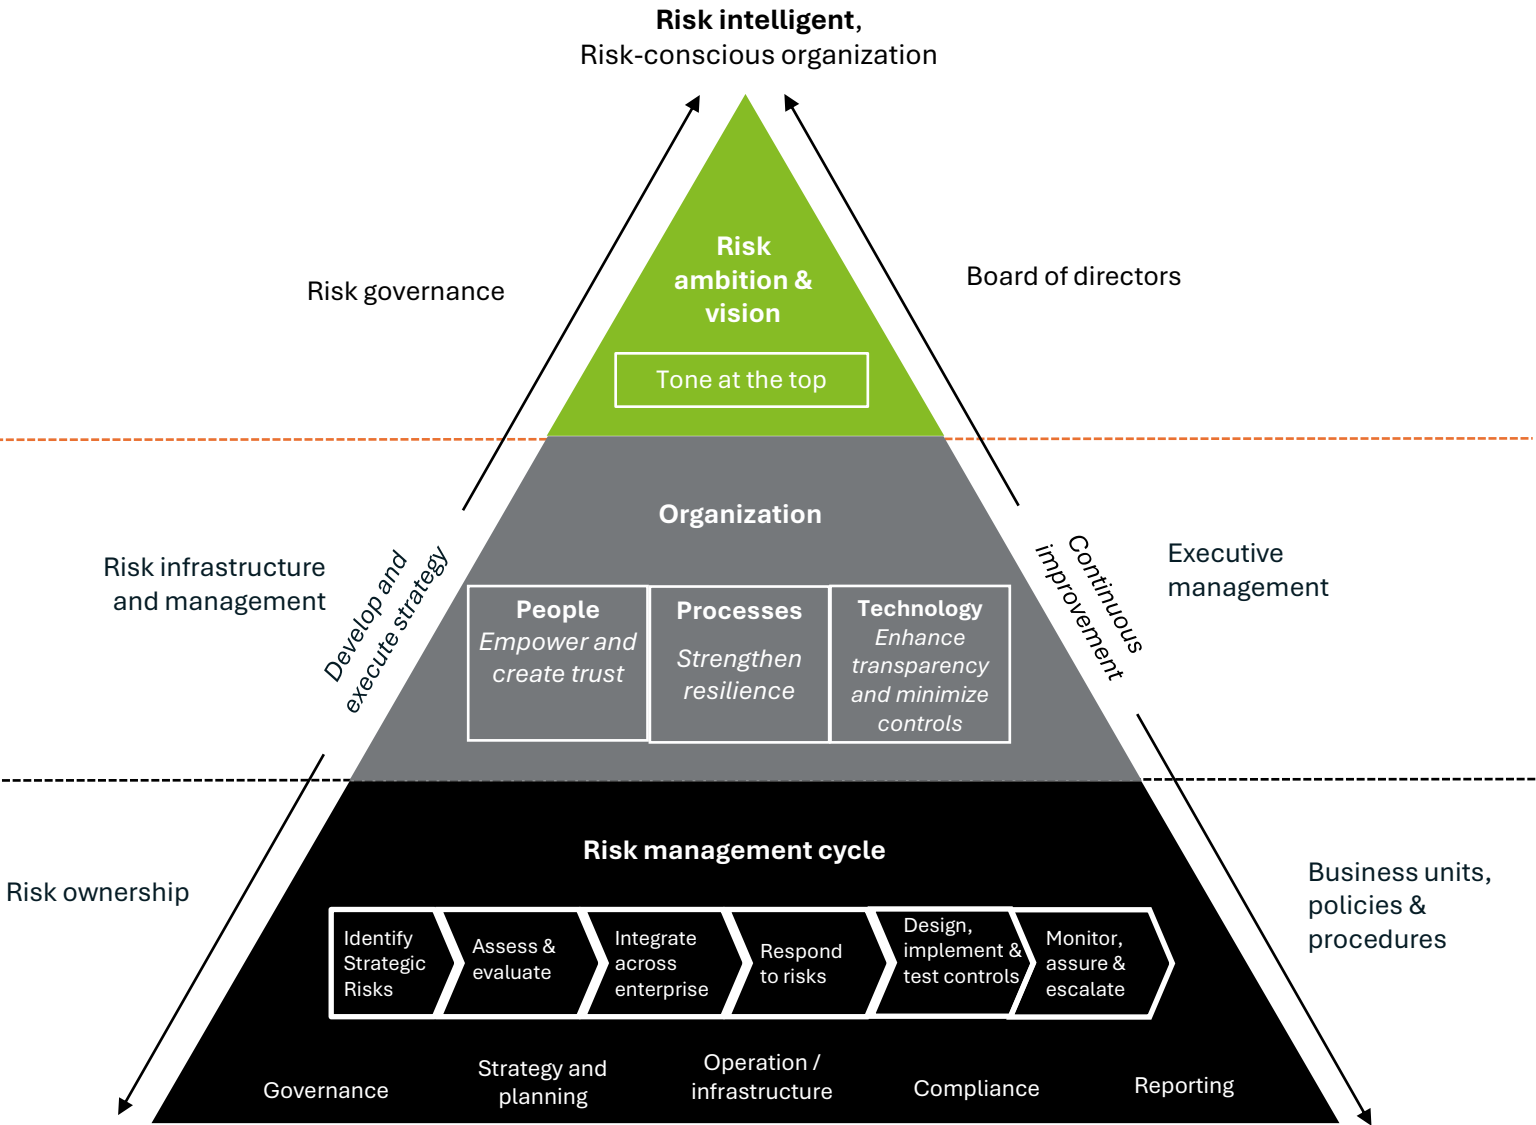 Risk intelligent,
Risk-conscious organization
Risk governance
Risk
ambition &
vision
Tone at the top
Board of directors
Risk infrastructure
and management
Develop and
execute strategy
Organization
People
Empower and
create trust
Processes
Strengthen
resilience
Technology
Enhance
transparency
and minimize
controls
Continuous
improvement
Executive
management
Risk ownership
Risk management cycle
Identify
Strategic
Risks
Assess &
evaluate
Integrate
across
enterprise
Respond
to risks
Design,
implement &
test controls
Monitor,
assure &
escalate
Governance
Strategy and
planning
Operation /
infrastructure
Compliance
Reporting
Business units,
policies &
procedures